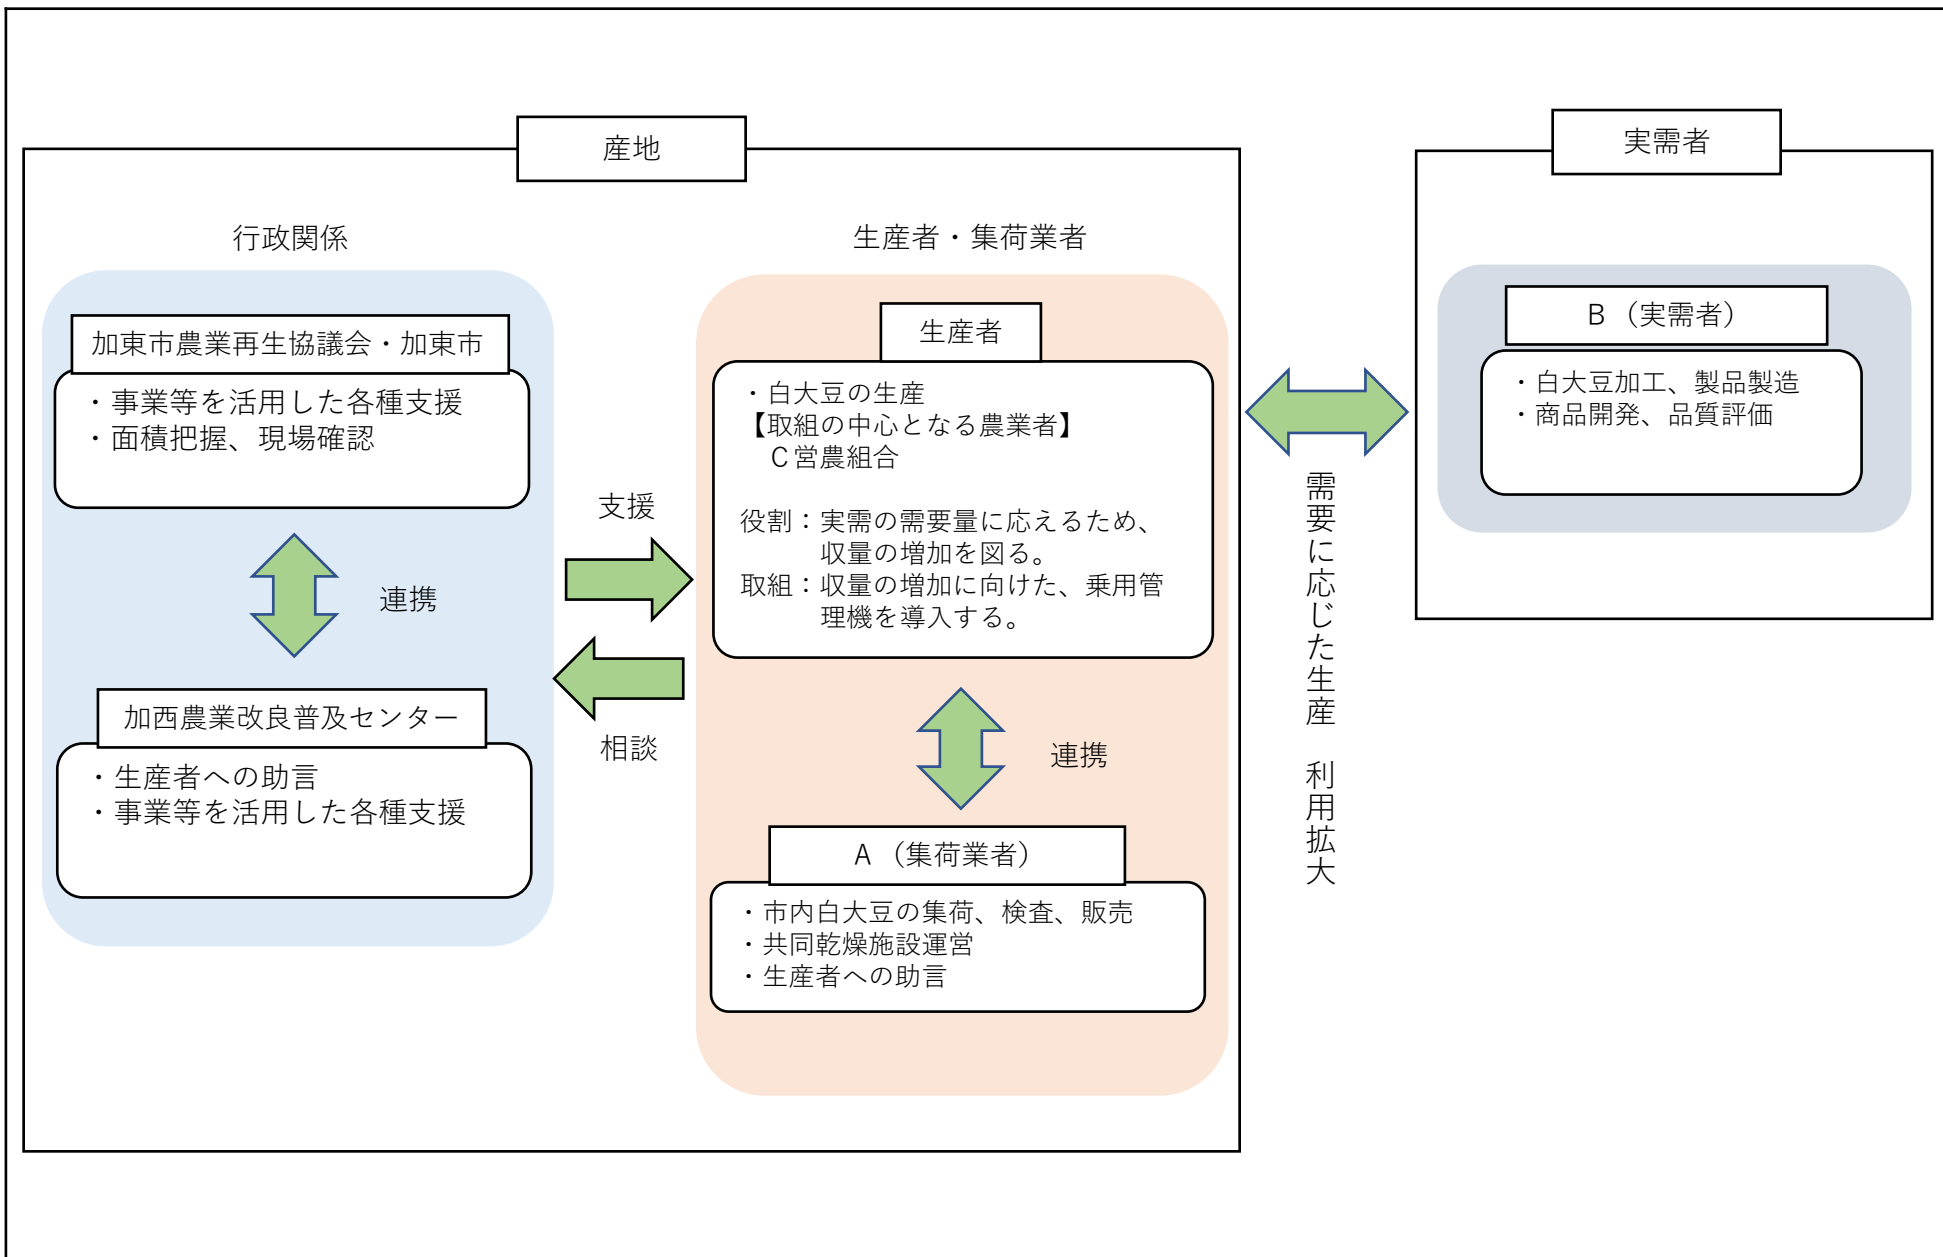 産地
行政関係
加東市農業再生協議会・加東市
・事業等を活用した各種支援
・面積把握、現場確認
連携
加西農業改良普及センター
・生産者への助言
・事業等を活用した各種支援
支援
相談
生産者・集荷業者
生産者
・白大豆の生産
【取組の中心となる農業者】
C営農組合
役割：実需の需要量に応えるため、
収量の増加を図る。
取組：収量の増加に向けた、乗用管
理機を導入する。
連携
A（集荷業者）
・市内白大豆の集荷、検査、販売
・共同乾燥施設運営
・生産者への助言
需要に応じた生産　利用拡大
実需者
B（実需者）
・白大豆加工、製品製造
・商品開発、品質評価